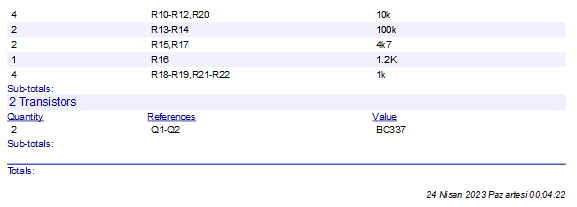 4 R10-R12,R20 10k
2 R13-R14 100k
2 R15,R17 4k7
1 R16 1.2K
4 R18-R19,R21-R22 1k
Sub-totals:
2 Transistors
Quantity References Value
2 Q1-Q2 BC337
Sub-totals:
Totals:
24 Nisan 2023 Pazartesi 00:04:22